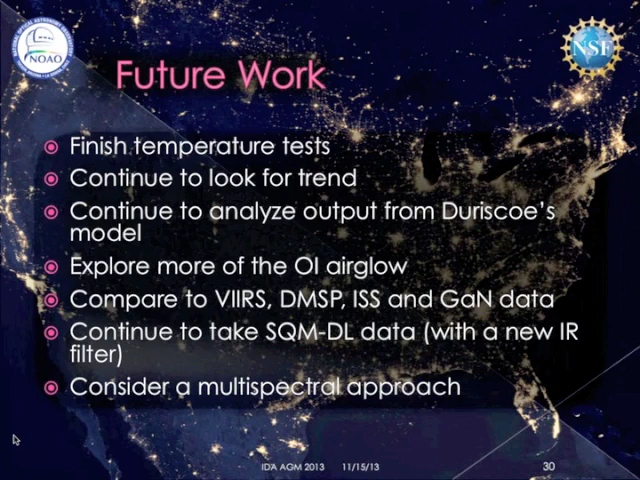 NOAO
NSF
Future Work
Finish temperature tests
Continue to look for trend
Continue to analyze output from Duriscoe's
model
Explore more of the OI airglow
Compare to VIIRS, DMSP, ISS and GaN data
Continue to take SQM-DL data (with a new IR
filter)
Consider a multispectral approach
IDA AGM 2013 11/15/13 30